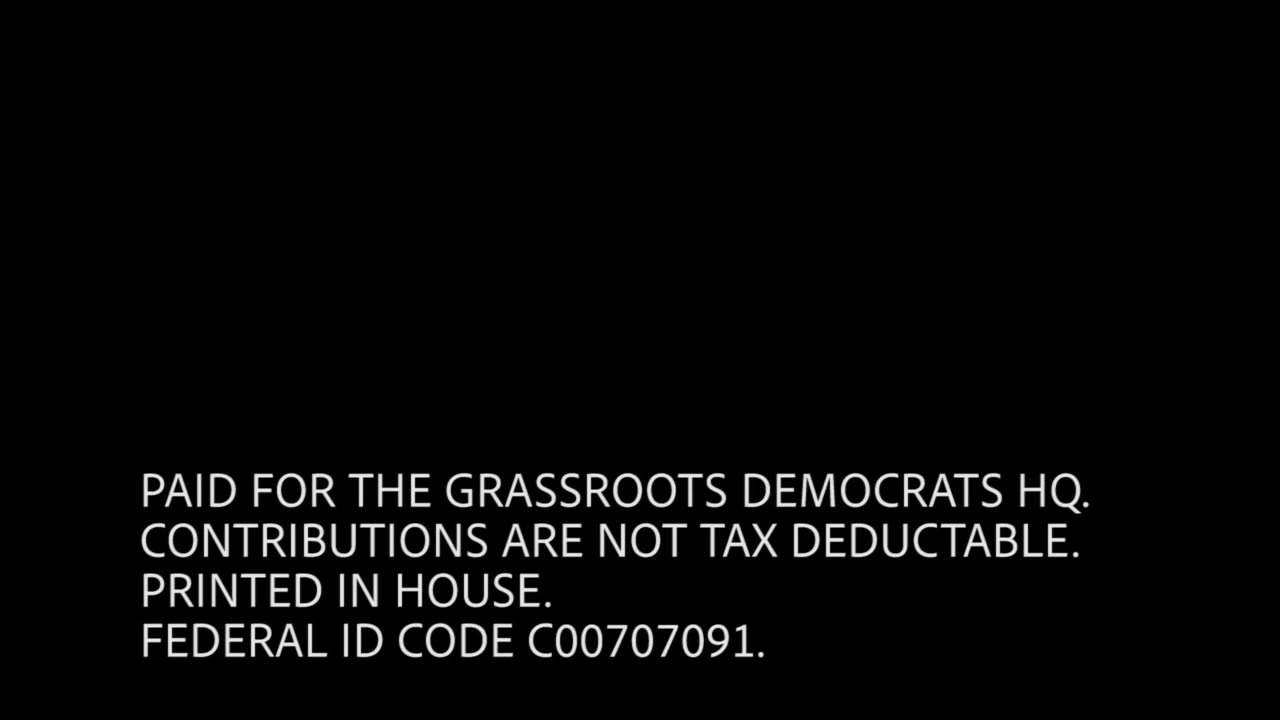 PAID FOR THE GRASSROOTS DEMOCRATS HQ.
CONTRIBUTIONS ARE NOT TAX DEDUCTABLE.
PRINTED IN HOUSE.
FEDERAL ID CODE C00707091.